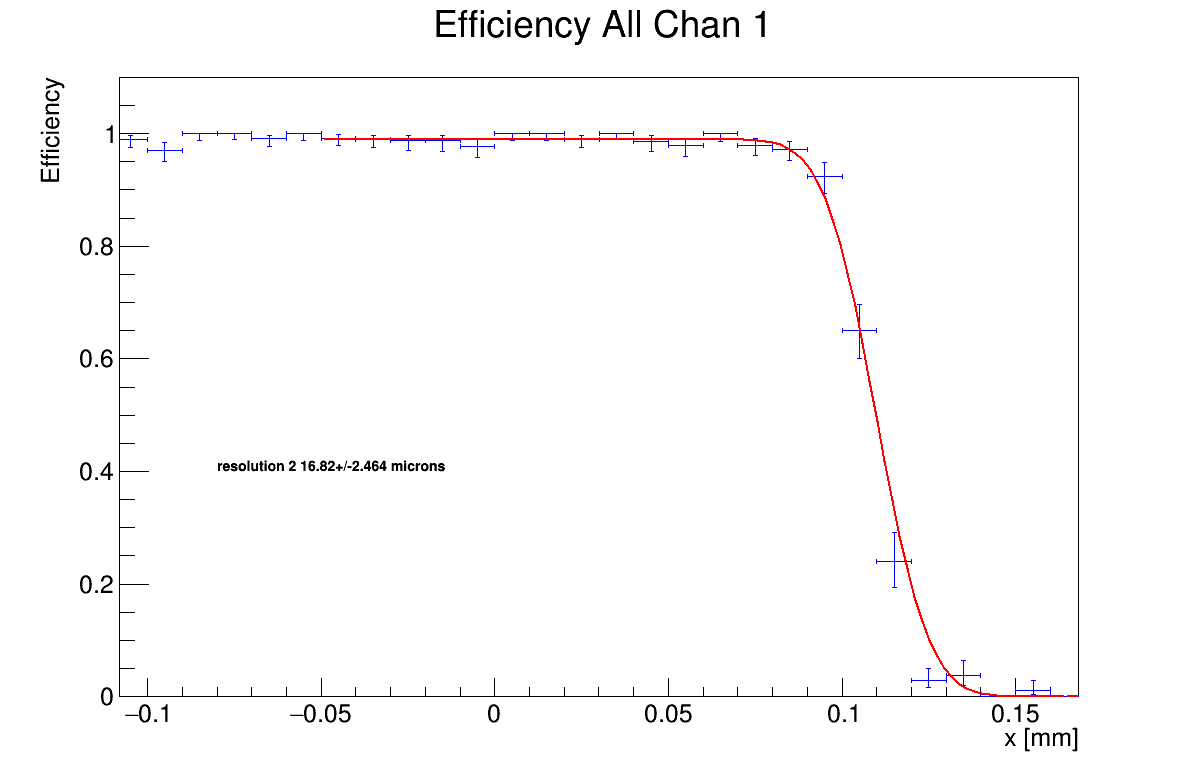 Efficiency All Chan 1
Efficiency
1
0.8
0.6
0.4
0.2
0
resolution 2 16.82+/-2.464 microns
−0.1 −0.05 0 0.05 0.1 0.15
x [mm]